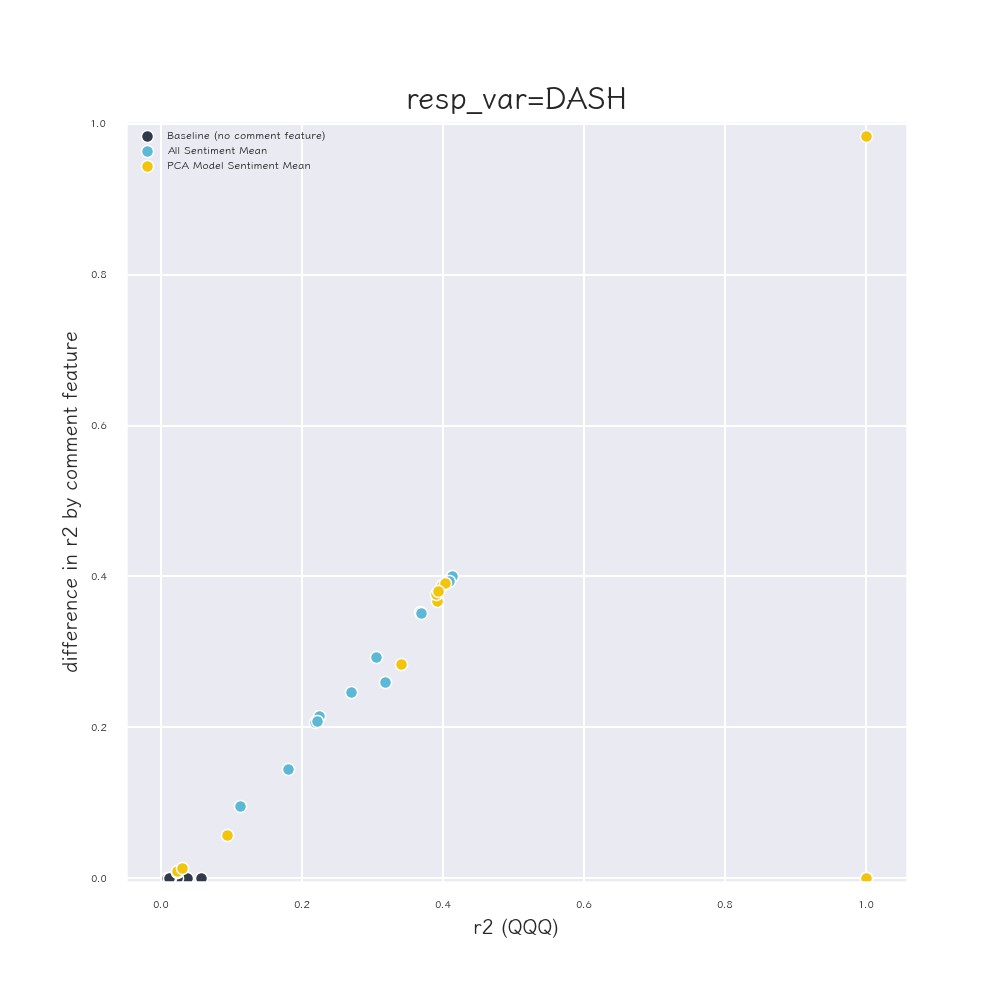 resp_var=DASH
Baseline (no comment feature)
All Sentiment Mean
PCA Model Sentiment Mean
difference in r2 by comment feature
1.0
0.8
0.6
0.4
0.2
0.0
0.0 0.2 0.4 0.6 0.8 1.0
r2 (QQQ)